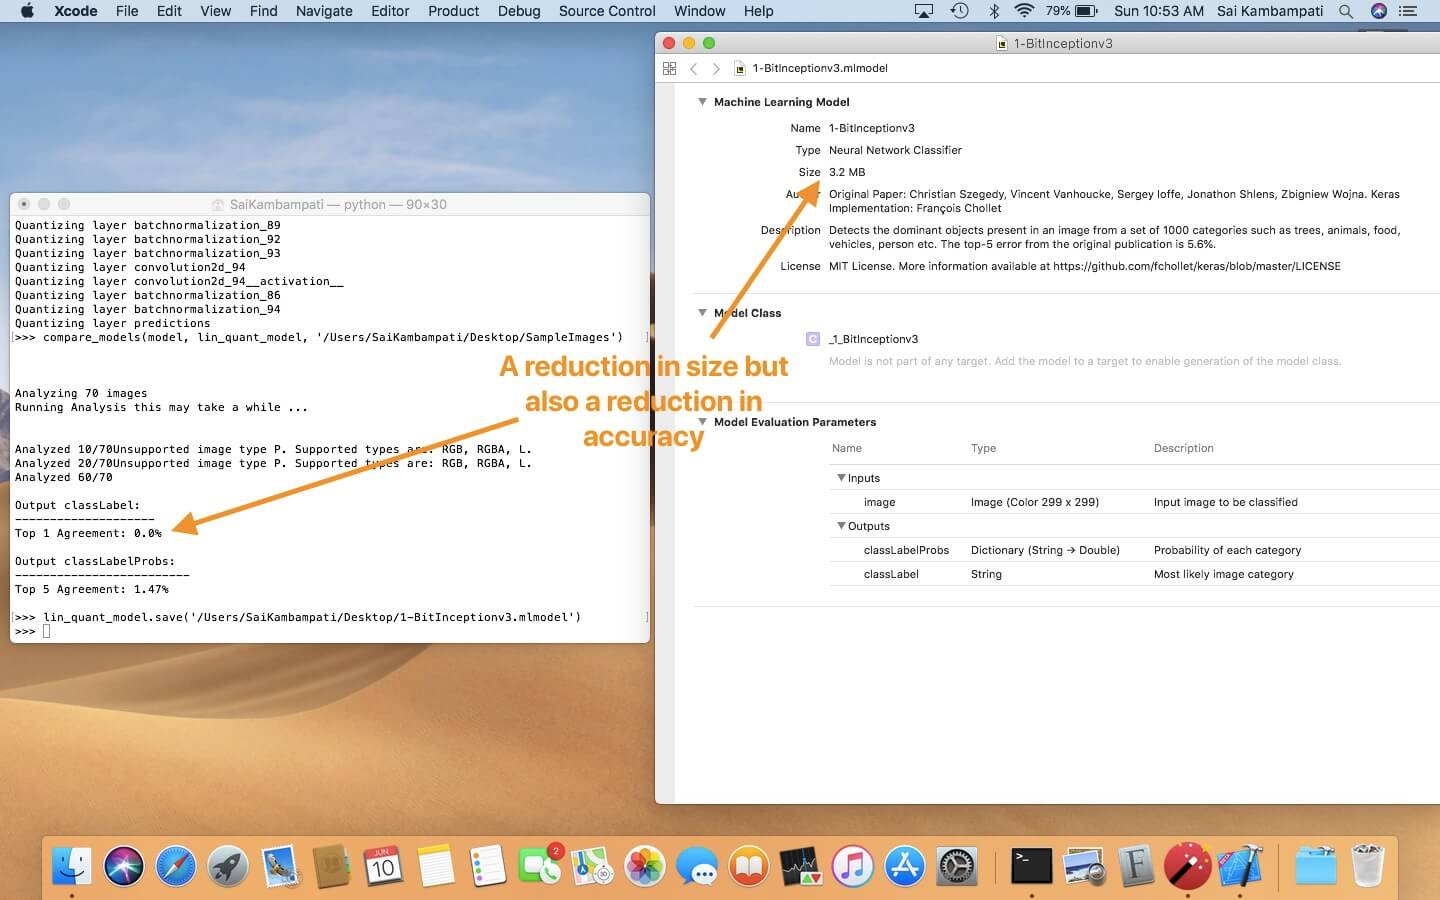 Xcode File Edit View Find Navigate Editor Product Debug Source Control Window Help 79% Sun 10:53 AM Sai Kambampati
SaiKambampati — python — 90×30
Quantizing layer batchnormalization_89
Quantizing layer batchnormalization_92
Quantizing layer batchnormalization_93
Quantizing layer convolution2d_94
Quantizing layer convolution2d_94__activation__
Quantizing layer batchnormalization_86
Quantizing layer batchnormalization_94
Quantizing layer predictions
[>>> compare_models(model, lin_quant_model, '/Users/SaiKambampati/Desktop/SampleImages') ]
Analyzing 70 images
Running Analysis this may take a while ...
Analyzed 10/70Unsupported image type P. Supported types are: RGB, RGBA, L.
Analyzed 20/70Unsupported image type P. Supported types are: RGB, RGBA, L.
Analyzed 60/70
Output classLabel:
--------------------
Top 1 Agreement: 0.0%
Output classLabelProbs:
-------------------------
Top 5 Agreement: 1.47%
[>>> lin_quant_model.save('/Users/SaiKambampati/Desktop/1-BitInceptionv3.mlmodel') ]
>>>
A reduction in size but
also a reduction in
accuracy
1-BitInceptionv3
1-BitInceptionv3.mlmodel
Machine Learning Model
Name 1-BitInceptionv3
Type Neural Network Classifier
Size 3.2 MB
Author Original Paper: Christian Szegedy, Vincent Vanhoucke, Sergey Ioffe, Jonathon Shlens, Zbigniew Wojna. Keras
Implementation: François Chollet
Description Detects the dominant objects present in an image from a set of 1000 categories such as trees, animals, food,
vehicles, person etc. The top-5 error from the original publication is 5.6%.
License MIT License. More information available at https://github.com/fchollet/keras/blob/master/LICENSE
Model Class
C _1_BitInceptionv3
Model is not part of any target. Add the model to a target to enable generation of the model class.
Model Evaluation Parameters
Name Type Description
Inputs
image Image (Color 299 x 299) Input image to be classified
Outputs
classLabelProbs Dictionary (String → Double) Probability of each category
classLabel String Most likely image category
JUN
10
2
>_
F